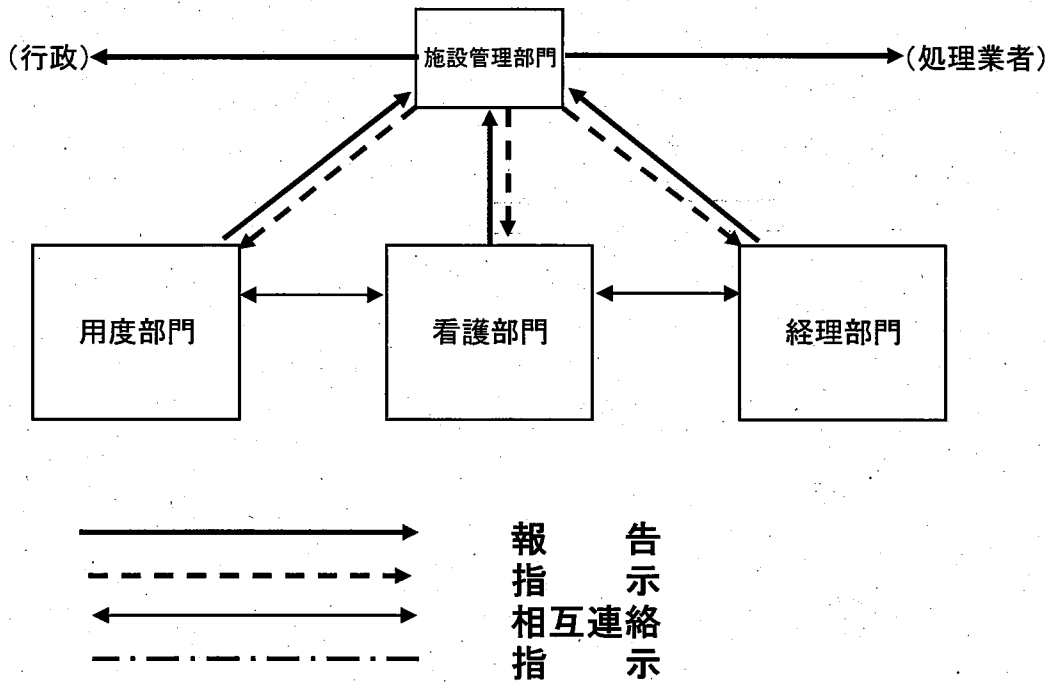 (行政)
施設管理部門
(処理業者)
用度部門
看護部門
経理部門
報 告
指 示
相互連絡
指 示